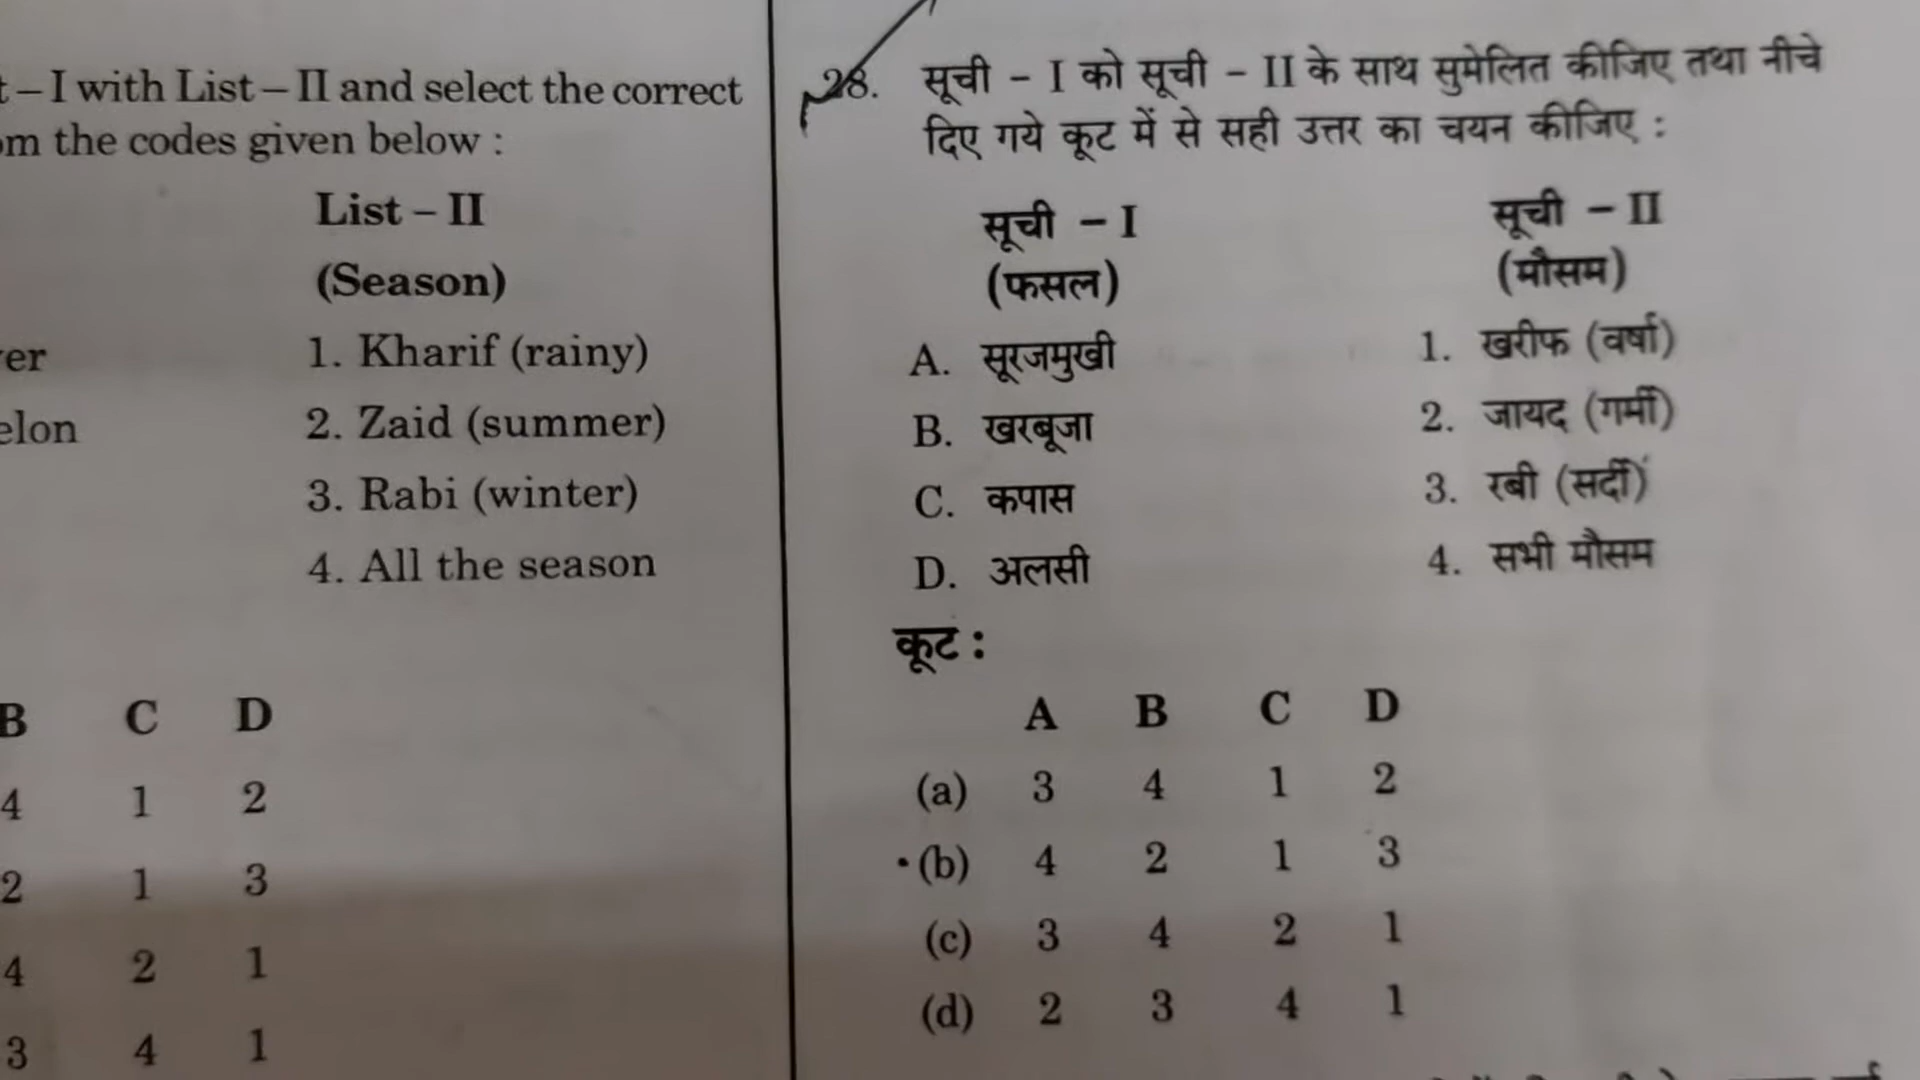 t – I with List – II and select the correct
om the codes given below :
List – II
(Season)
er 1. Kharif (rainy)
elon 2. Zaid (summer)
3. Rabi (winter)
4. All the season
B C D
4 1 2
2 1 3
4 2 1
3 4 1
28. सूची – I को सूची – II के साथ सुमेलित कीजिए तथा नीचे
दिए गये कूट में से सही उत्तर का चयन कीजिए :
सूची – I सूची – II
(फसल) (मौसम)
A. सूरजमुखी 1. खरीफ (वर्षा)
B. खरबूजा 2. जायद (गर्मी)
C. कपास 3. रबी (सर्दी)
D. अलसी 4. सभी मौसम
कूट :
A B C D
(a) 3 4 1 2
(b) 4 2 1 3
(c) 3 4 2 1
(d) 2 3 4 1